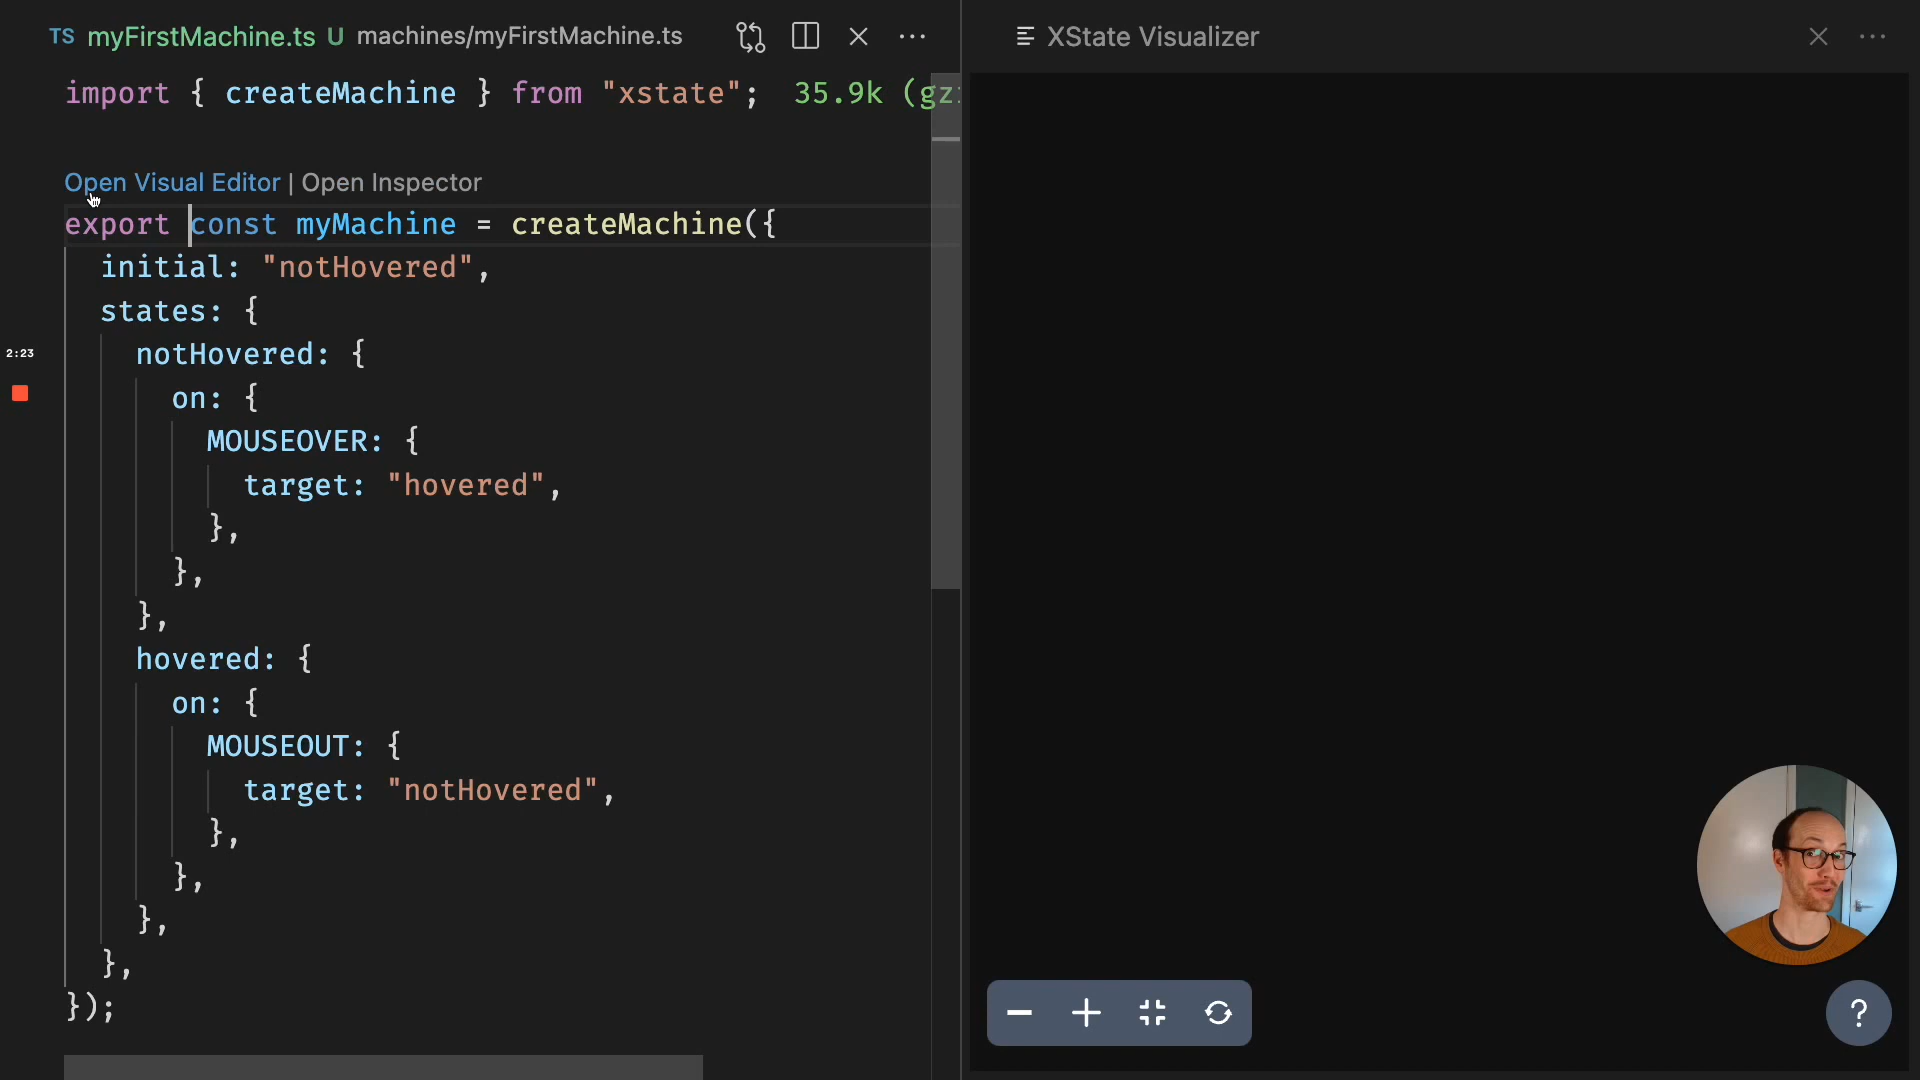 TS myFirstMachine.ts U machines/myFirstMachine.ts
import { createMachine } from "xstate"; 35.9k (gz
Open Visual Editor | Open Inspector
export const myMachine = createMachine({
initial: "notHovered",
states: {
notHovered: {
on: {
MOUSEOVER: {
target: "hovered",
},
},
},
hovered: {
on: {
MOUSEOUT: {
target: "notHovered",
},
},
},
},
});
2:23
XState Visualizer
?